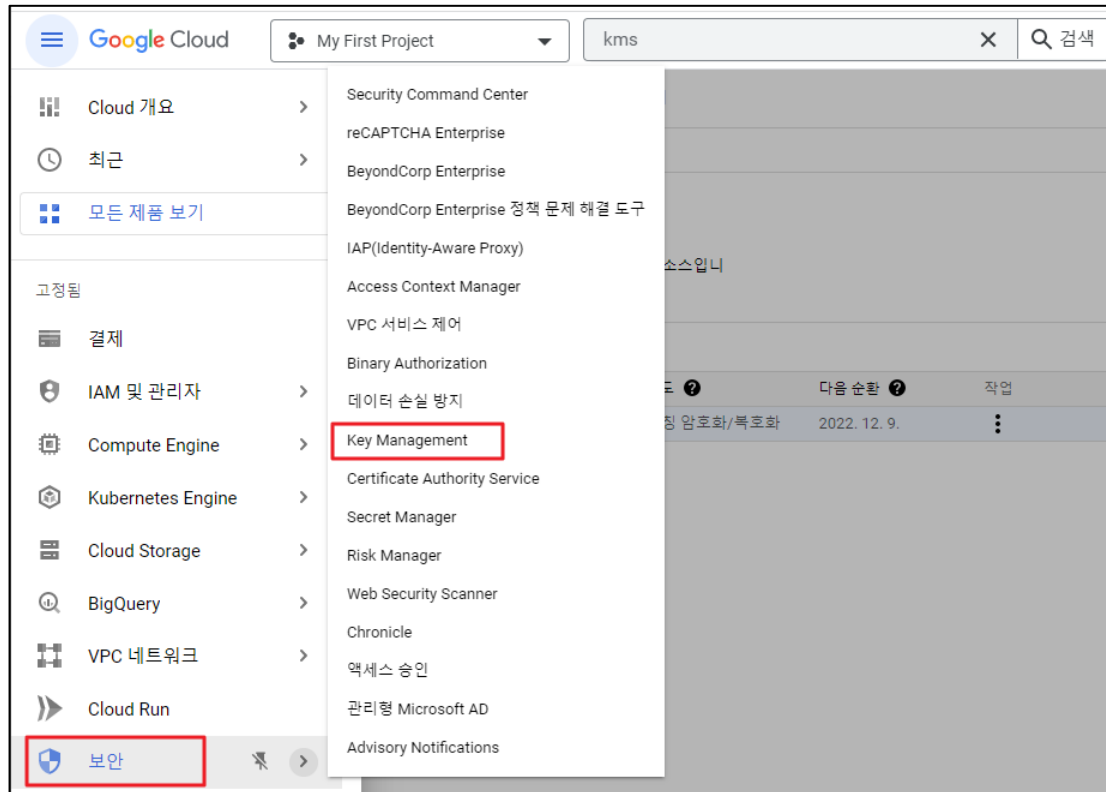 Google Cloud
My First Project
kms
검색
Cloud 개요
최근
모든 제품 보기
고정됨
결제
IAM 및 관리자
Compute Engine
Kubernetes Engine
Cloud Storage
BigQuery
VPC 네트워크
Cloud Run
보안
Security Command Center
reCAPTCHA Enterprise
BeyondCorp Enterprise
BeyondCorp Enterprise 정책 문제 해결 도구
IAP(Identity-Aware Proxy)
Access Context Manager
VPC 서비스 제어
Binary Authorization
데이터 손실 방지
Key Management
Certificate Authority Service
Secret Manager
Risk Manager
Web Security Scanner
Chronicle
액세스 승인
관리형 Microsoft AD
Advisory Notifications
소스입니
도 다음 순환 작업
칭 암호화/복호화 2022. 12. 9.